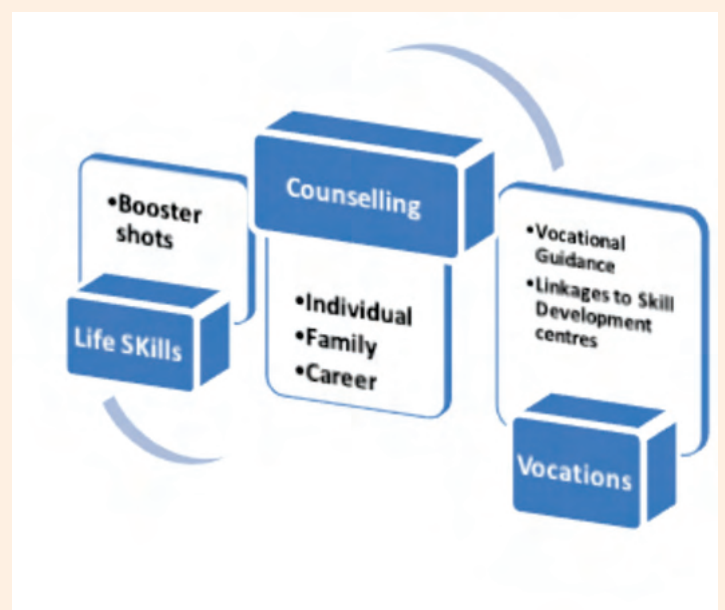 •Booster
shots
Life SKills
Counselling
•Individual
•Family
•Career
•Vocational
Guidance
•Linkages to Skill
Development
centres
Vocations